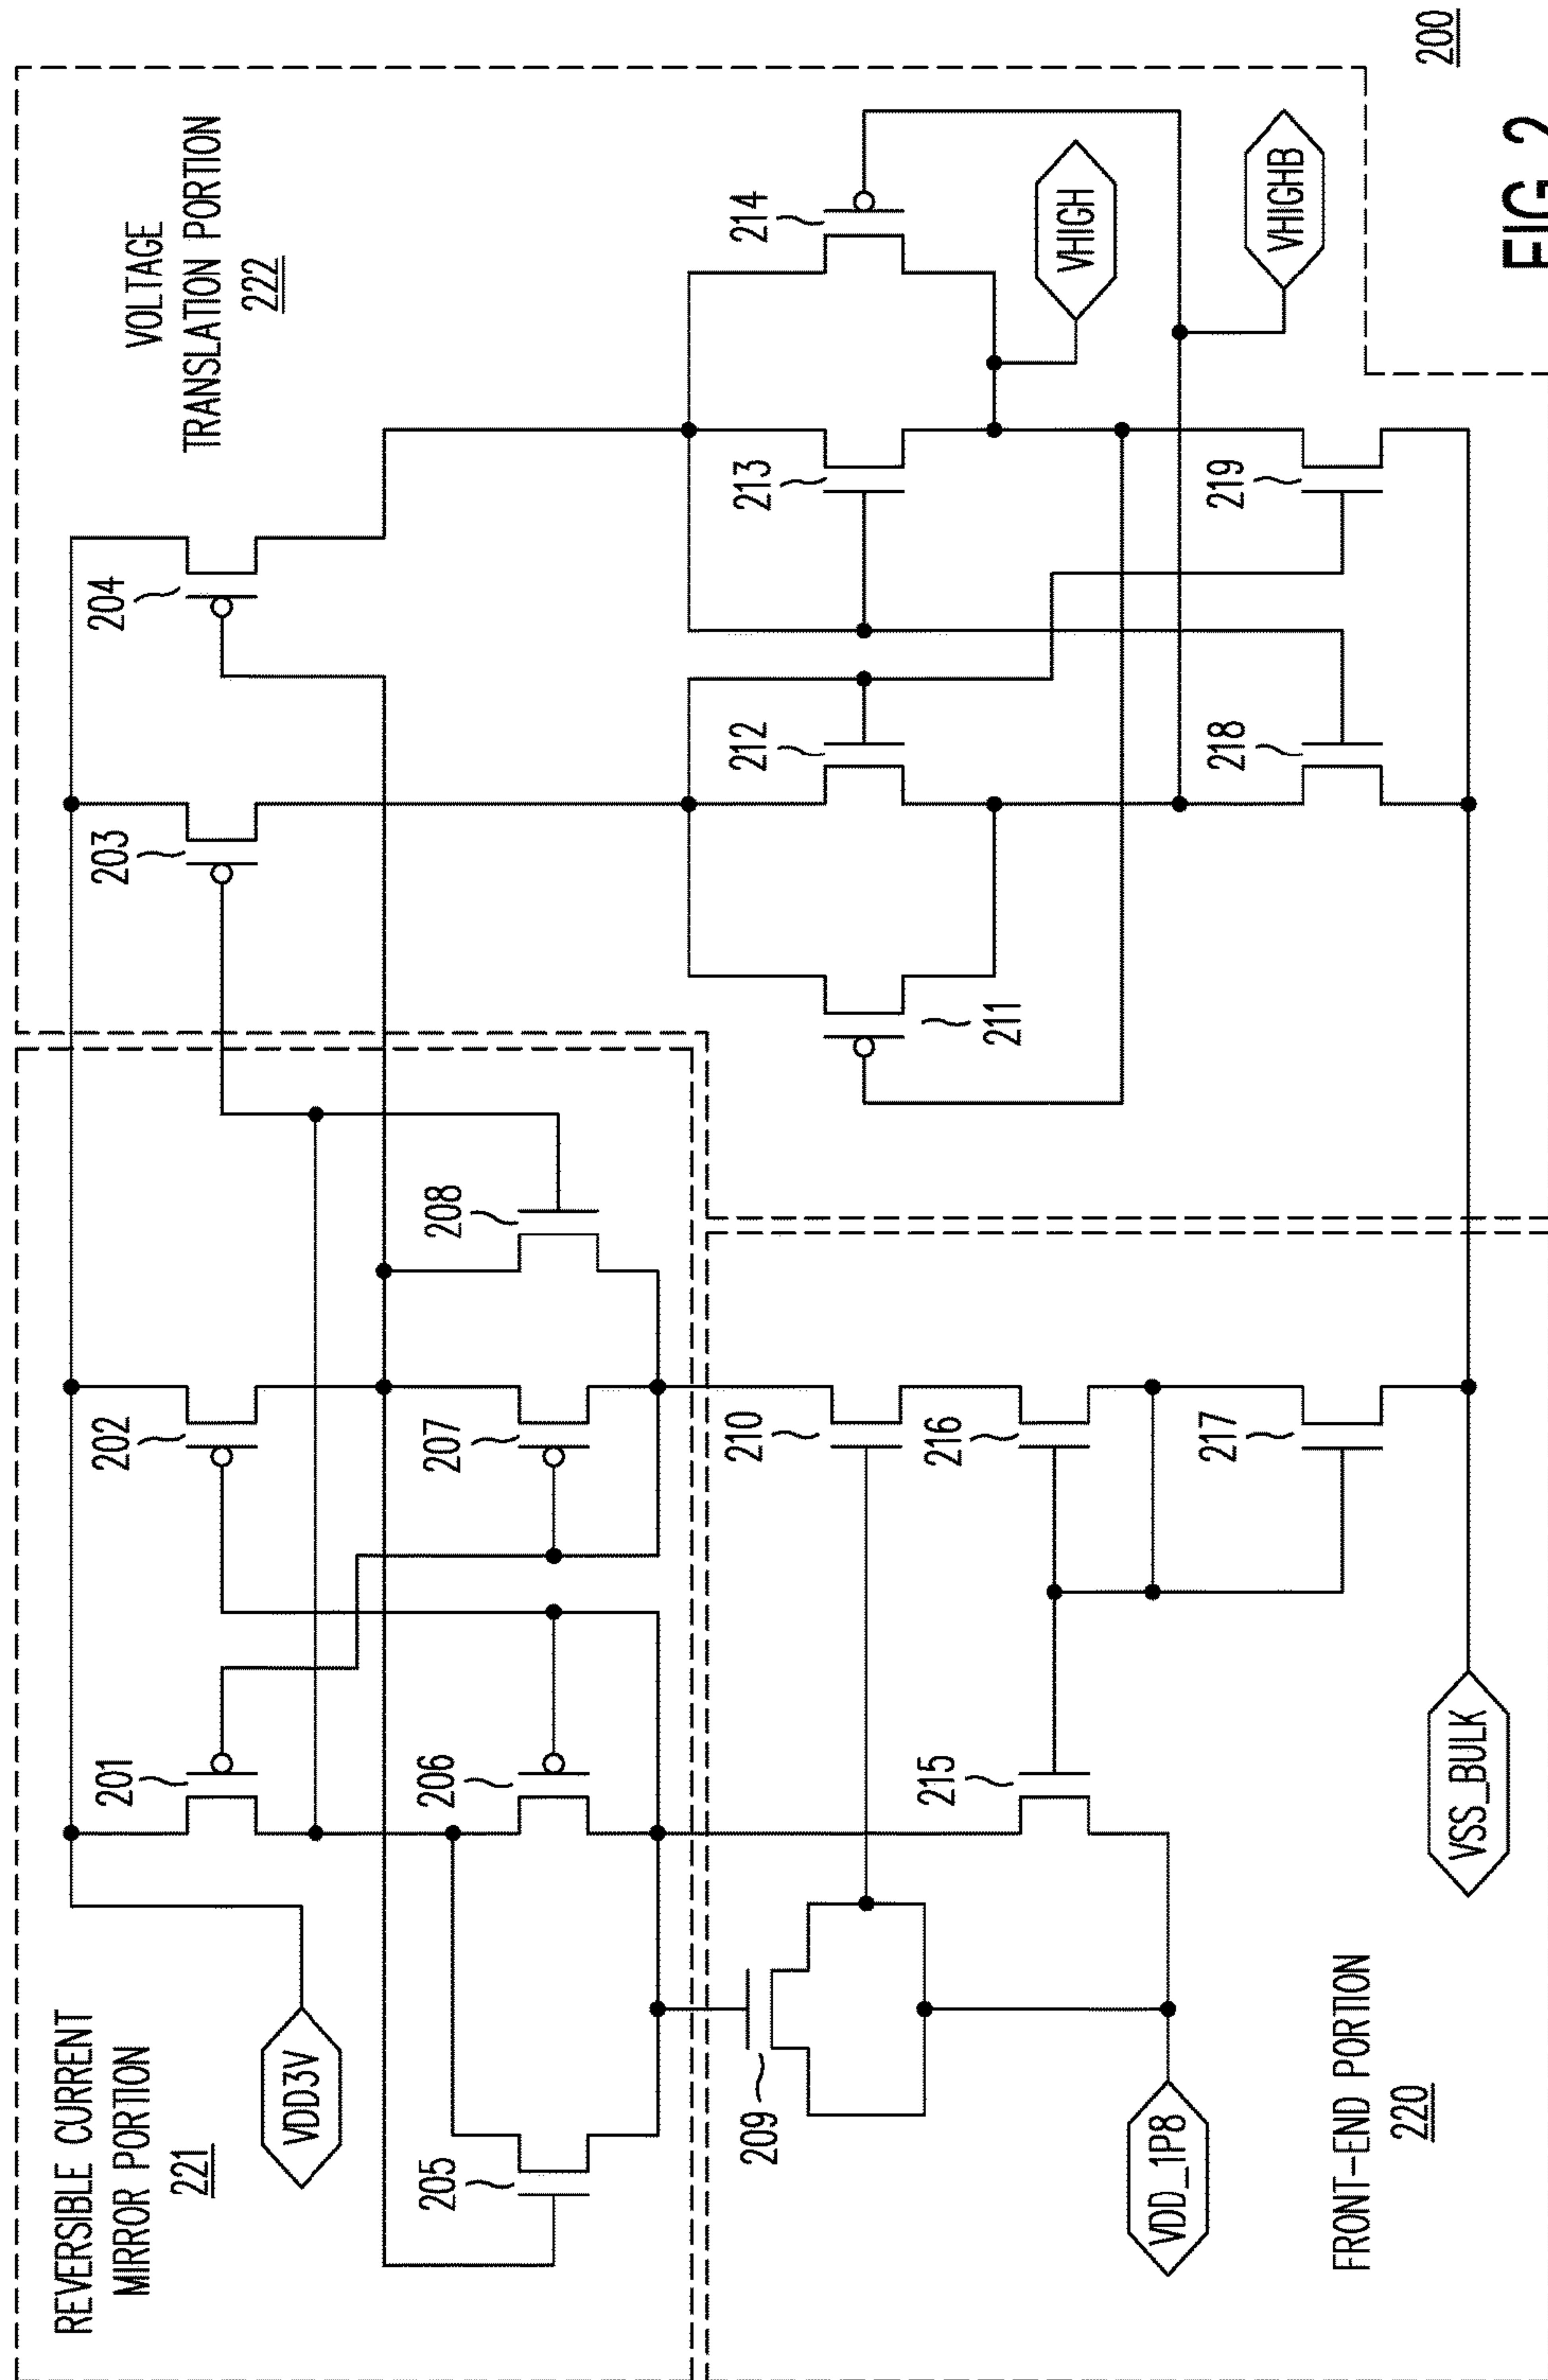 REVERSIBLE CURRENT
MIRROR PORTION
221
VDD3V
201
202
203
204
VOLTAGE
TRANSLATION PORTION
222
205
206
207
208
209
210
211
212
213
214
VHIGH
VHIGHB
215
216
217
218
219
VDD_1P8
VSS_BULK
FRONT-END PORTION
220
200
FIG. 2